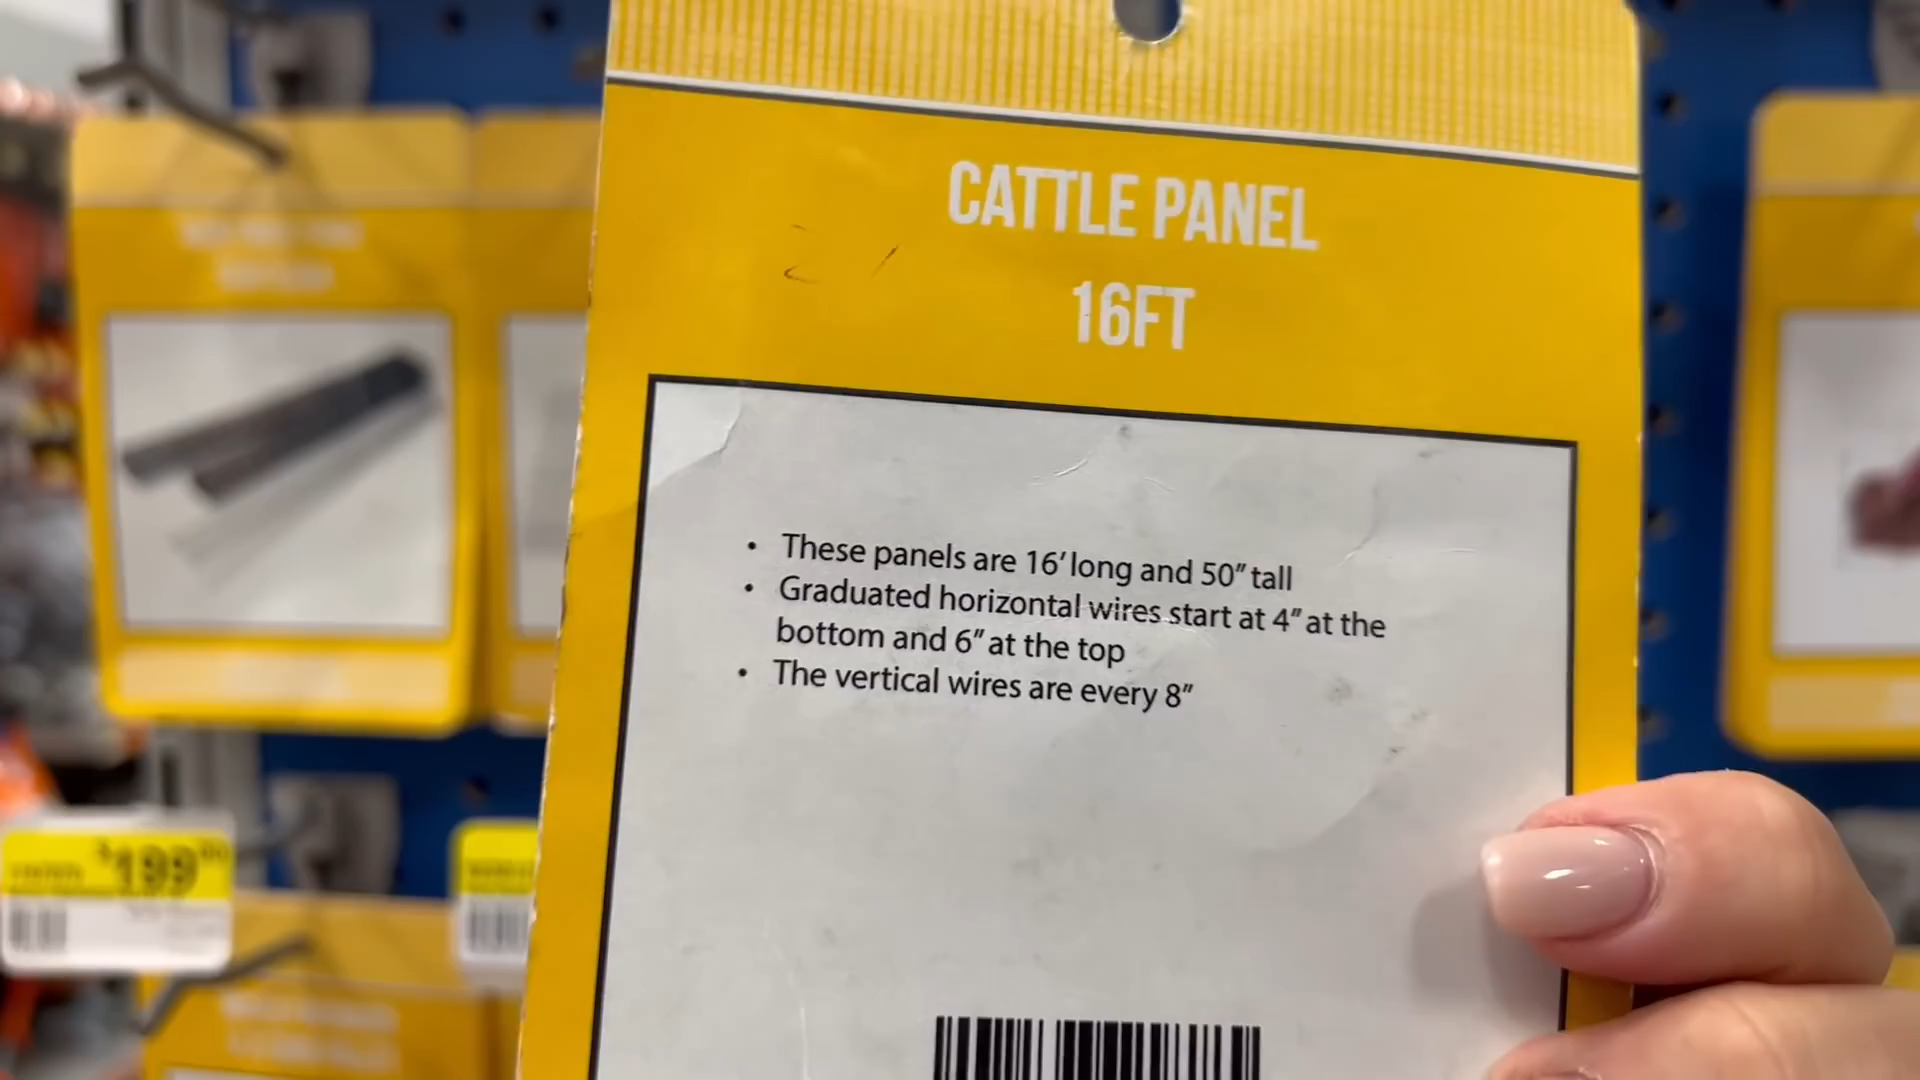 CATTLE PANEL
16FT
• These panels are 16' long and 50" tall
• Graduated horizontal wires start at 4" at the
bottom and 6" at the top
• The vertical wires are every 8"
$199